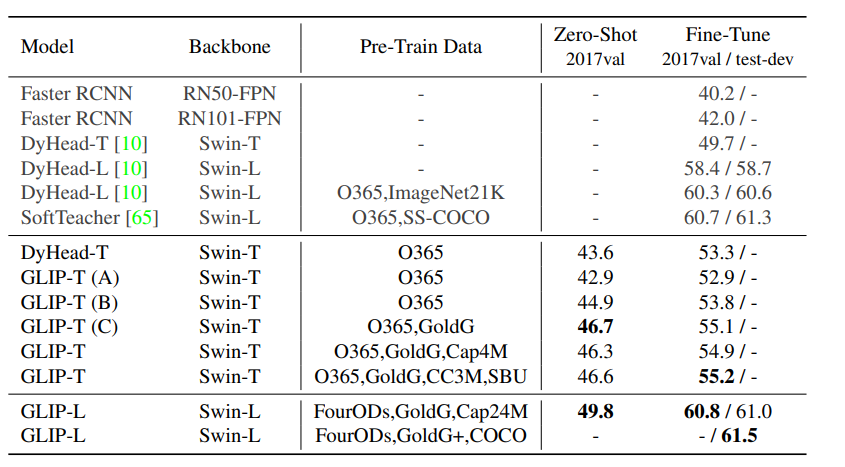 Model Backbone Pre-Train Data Zero-Shot Fine-Tune
2017val 2017val / test-dev
Faster RCNN RN50-FPN - - 40.2 / -
Faster RCNN RN101-FPN - - 42.0 / -
DyHead-T [10] Swin-T - - 49.7 / -
DyHead-L [10] Swin-L - - 58.4 / 58.7
DyHead-L [10] Swin-L O365,ImageNet21K - 60.3 / 60.6
SoftTeacher [65] Swin-L O365,SS-COCO - 60.7 / 61.3
DyHead-T Swin-T O365 43.6 53.3 / -
GLIP-T (A) Swin-T O365 42.9 52.9 / -
GLIP-T (B) Swin-T O365 44.9 53.8 / -
GLIP-T (C) Swin-T O365,GoldG 46.7 55.1 / -
GLIP-T Swin-T O365,GoldG,Cap4M 46.3 54.9 / -
GLIP-T Swin-T O365,GoldG,CC3M,SBU 46.6 55.2 / -
GLIP-L Swin-L FourODs,GoldG,Cap24M 49.8 60.8 / 61.0
GLIP-L Swin-L FourODs,GoldG+,COCO - - / 61.5